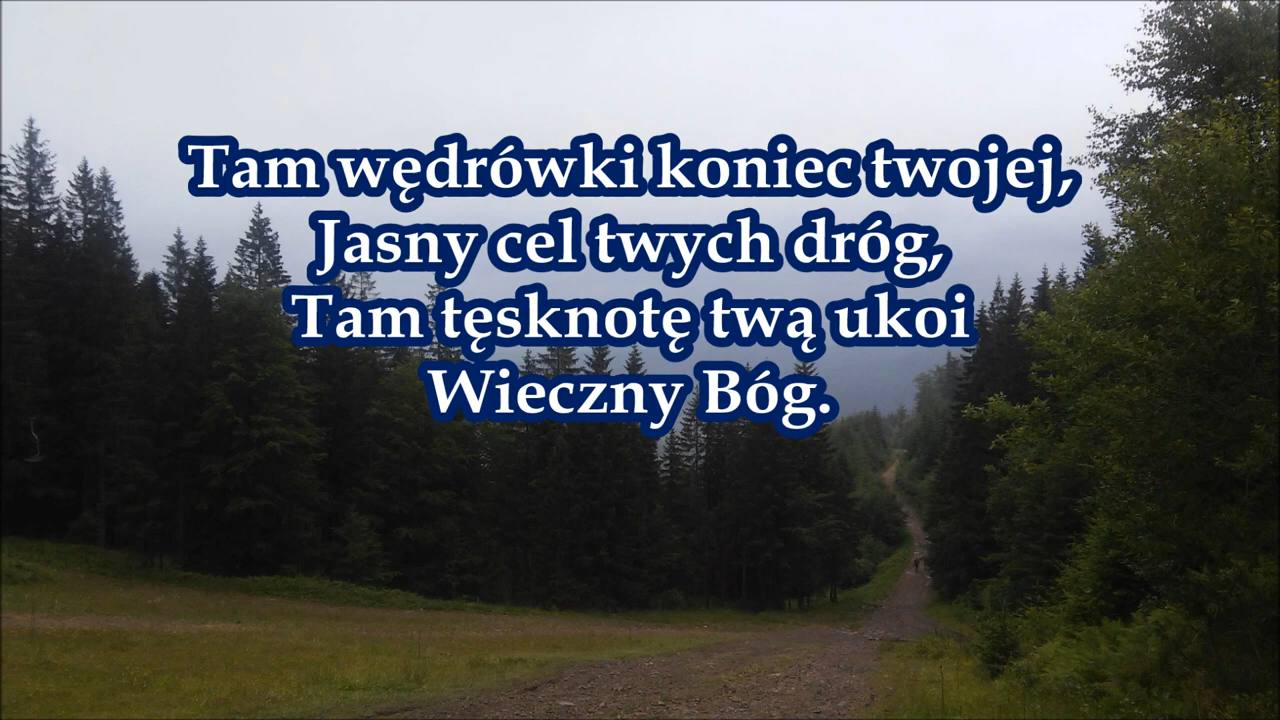 Tam wędrówki koniec twojej,
Jasny cel twych dróg,
Tam tęsknotę twą ukoi
Wieczny Bóg.